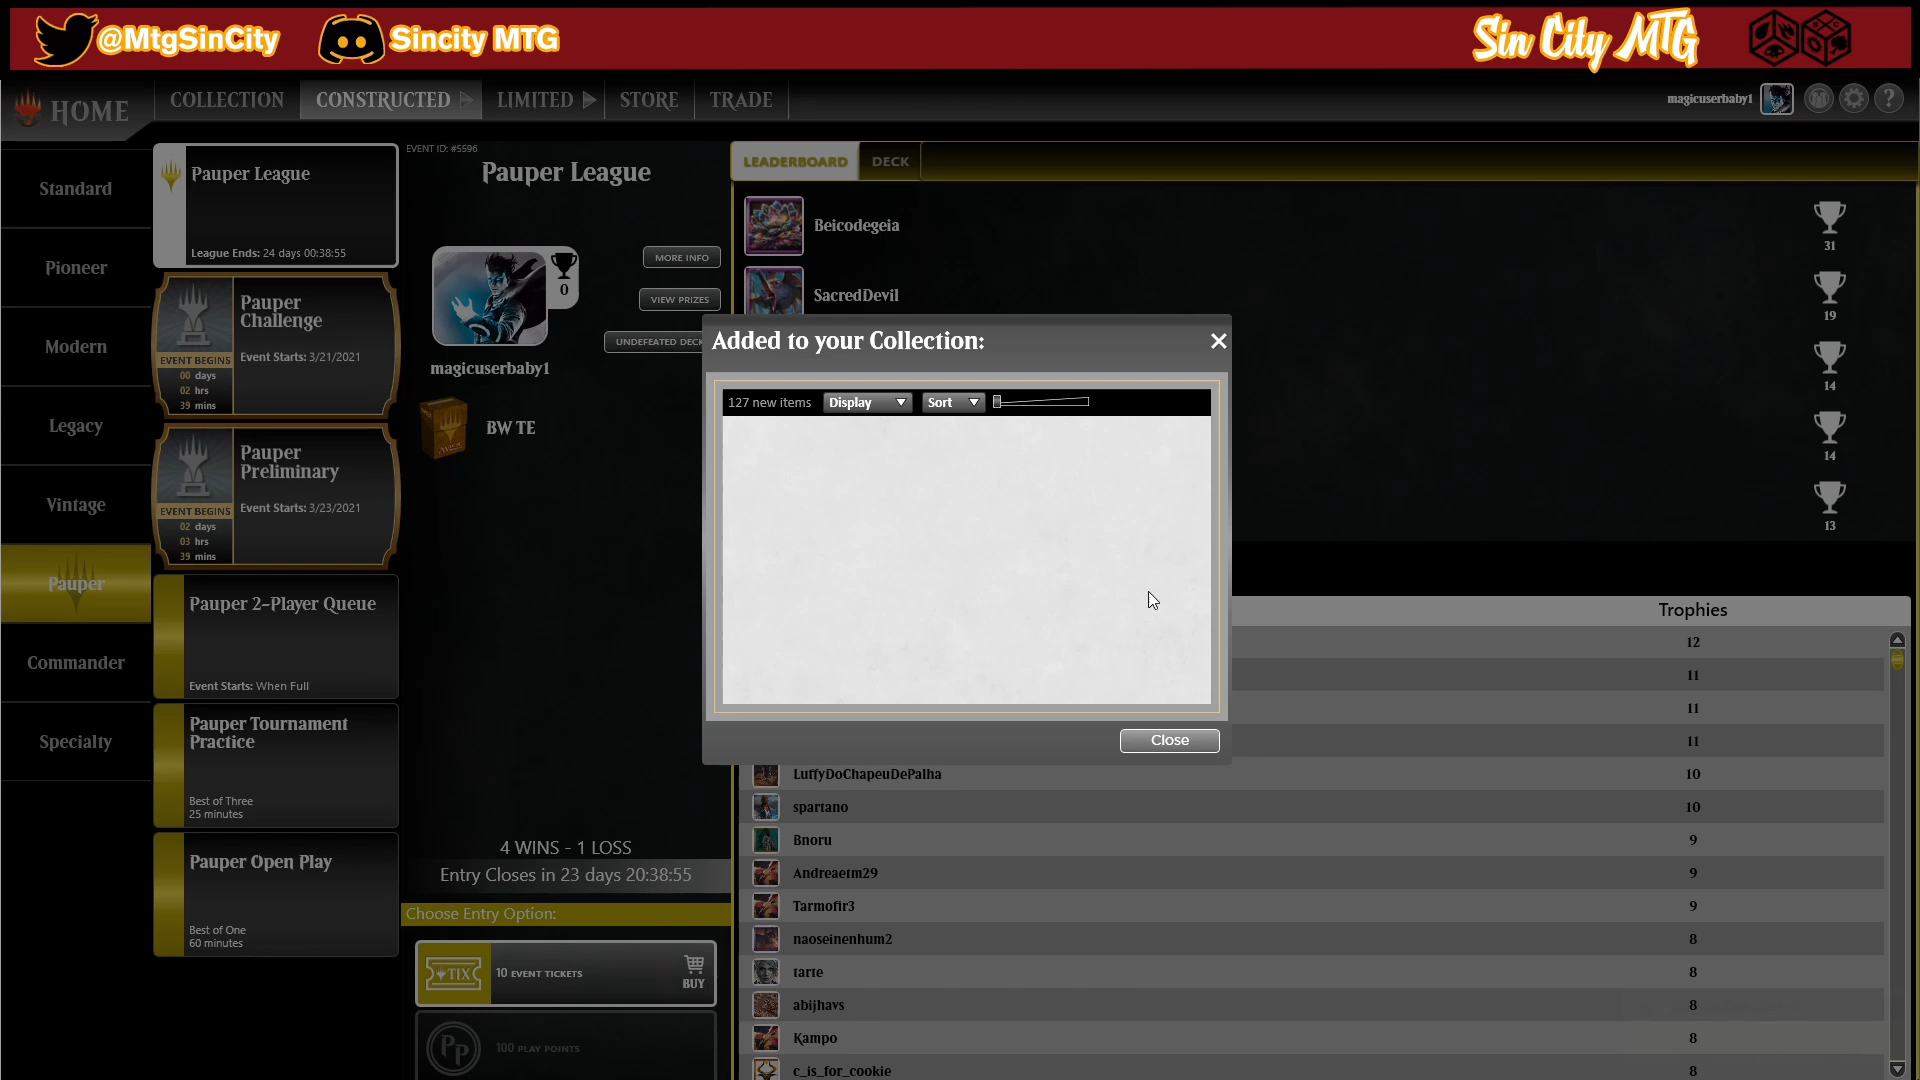 @MtgSinCity
Sincity MTG
Sin City MTG
HOME
COLLECTION
CONSTRUCTED
LIMITED
STORE
TRADE
magicuserbaby1
?
Standard
Pioneer
Modern
Legacy
Vintage
Pauper
Commander
Specialty
Pauper League
League Ends: 24 days 00:38:55
Pauper
Challenge
Event Starts: 3/21/2021
EVENT BEGINS
00 days
02 hrs
39 mins
Pauper
Preliminary
Event Starts: 3/23/2021
EVENT BEGINS
02 days
03 hrs
39 mins
Pauper 2-Player Queue
Event Starts: When Full
Pauper Tournament
Practice
Best of Three
25 minutes
Pauper Open Play
Best of One
60 minutes
EVENT ID: #5596
Pauper League
0
magicuserbaby1
MORE INFO
VIEW PRIZES
UNDEFEATED DECK
BW TE
4 WINS - 1 LOSS
Entry Closes in 23 days 20:38:55
Choose Entry Option:
TIX
10 EVENT TICKETS
BUY
PP
100 PLAY POINTS
LEADERBOARD
DECK
Beicodegeia
31
SacredDevil
19
14
14
13
Added to your Collection:
127 new items
Display
Sort
Close
Trophies
12
11
11
11
LuffyDoChapeuDePalha 10
spartano 10
Bnoru 9
Andreaetm29 9
Tarmofir3 9
naoseinenhum2 8
tarte 8
abijhavs 8
Kampo 8
c_is_for_cookie 8